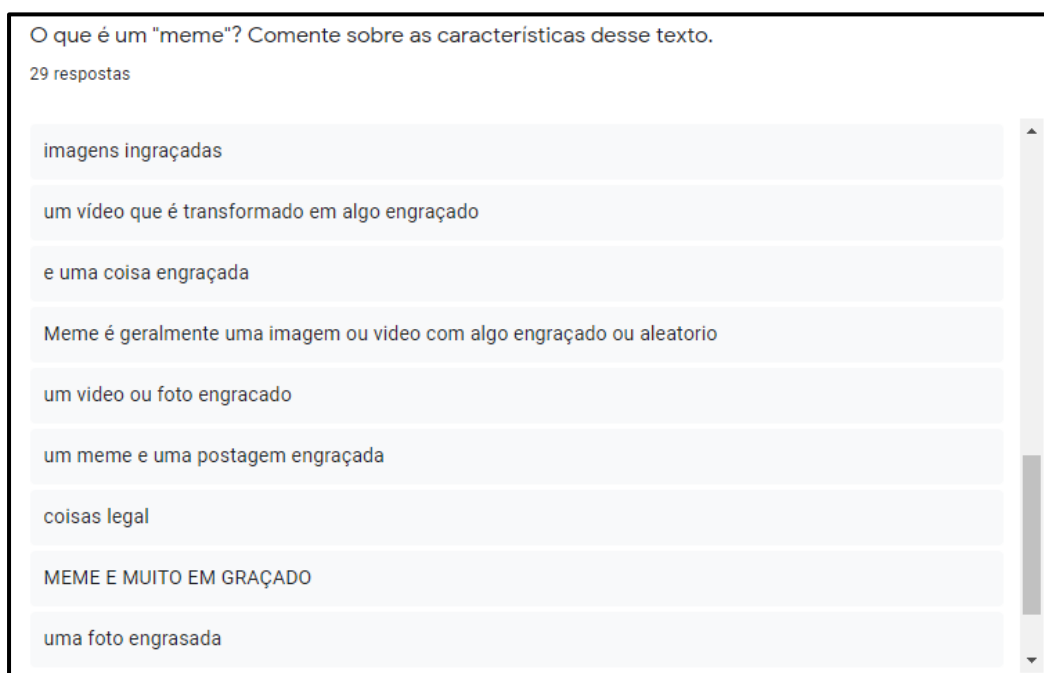 O que é um "meme"? Comente sobre as características desse texto.
29 respostas
imagens ingraçadas
um vídeo que é transformado em algo engraçado
e uma coisa engraçada
Meme é geralmente uma imagem ou video com algo engraçado ou aleatorio
um video ou foto engracado
um meme e uma postagem engraçada
coisas legal
MEME E MUITO EM GRAÇADO
uma foto engrasada